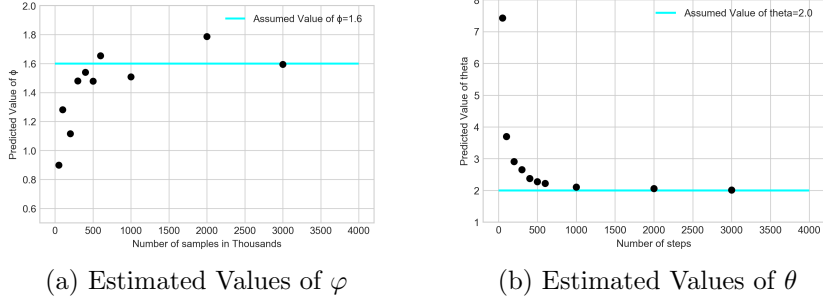 2.0
1.8
1.6
1.4
1.2
1.0
0.8
0.6
Predicted Value of ϕ
Assumed Value of ϕ=1.6
0 500 1000 1500 2000 2500 3000 3500 4000
Number of samples in Thousands
(a) Estimated Values of φ
8
7
6
5
4
3
2
1
Predicted Value of theta
Assumed Value of theta=2.0
0 500 1000 1500 2000 2500 3000 3500 4000
Number of steps
(b) Estimated Values of θ